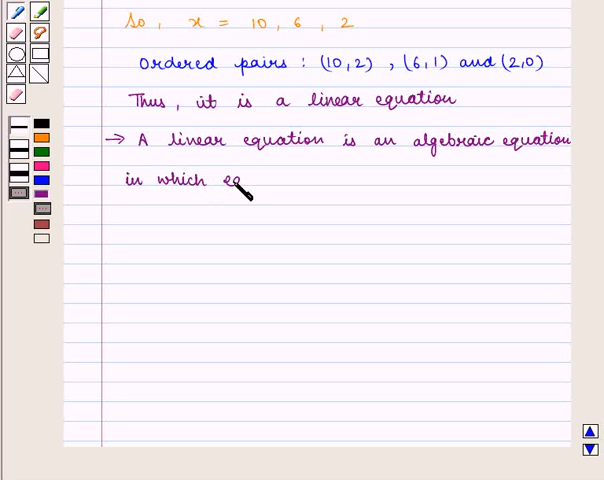 So, x = 10, 6, 2
Ordered pairs : (10,2), (6,1) and (2,0)
Thus, it is a linear equation
→ A linear equation is an algebraic equation
in which ea